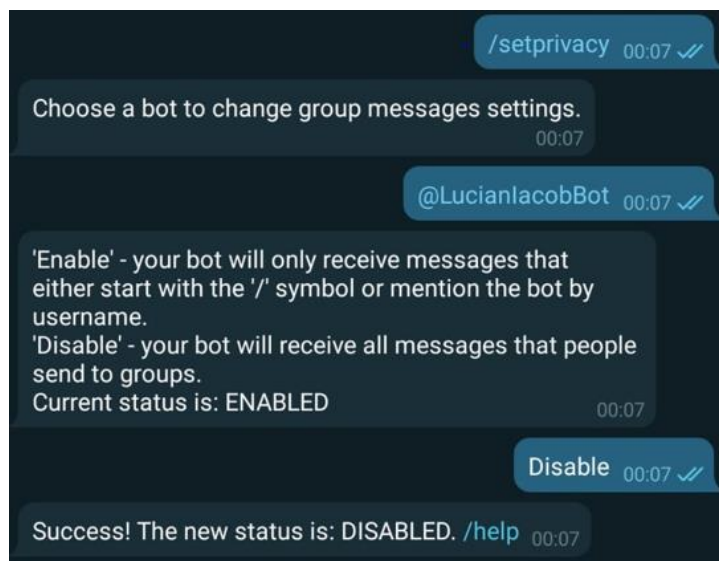 /setprivacy 00:07
Choose a bot to change group messages settings.
00:07
@LucianIacobBot 00:07
'Enable' - your bot will only receive messages that
either start with the '/' symbol or mention the bot by
username.
'Disable' - your bot will receive all messages that people
send to groups.
Current status is: ENABLED 00:07
Disable 00:07
Success! The new status is: DISABLED. /help 00:07